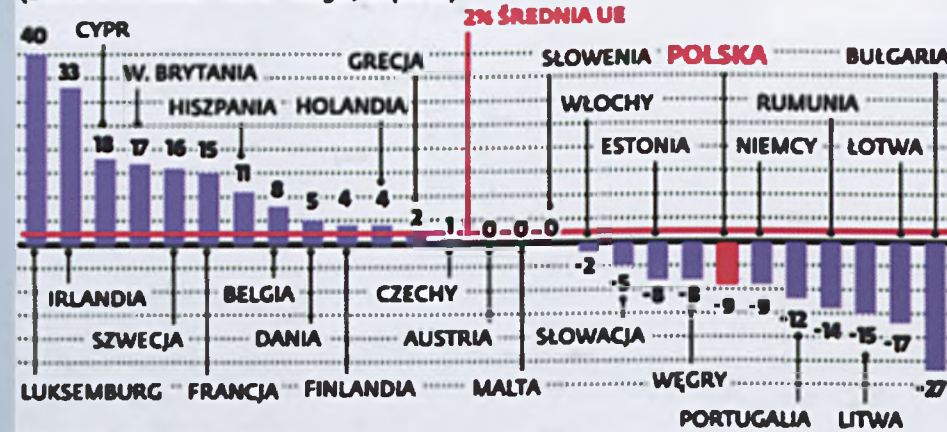 2% ŚREDNIA UE
40 CYPR GRECJA SŁOWENIA POLSKA BUŁGARIA
33 W. BRYTANIA WŁOCHY RUMUNIA
HISZPANIA HOLANDIA
18 17 16 15 11 8 5 4 4 2 1 0 0 0
ESTONIA NIEMCY ŁOTWA
-2 -5 -8 -8 -9 -9 -12 -14 -15 -17 -27
IRLANDIA BELGIA CZECHY
SZWECJA DANIA AUSTRIA SŁOWACJA
LUKSEMBURG FRANCJA FINLANDIA MALTA WĘGRY
PORTUGALIA LITWA